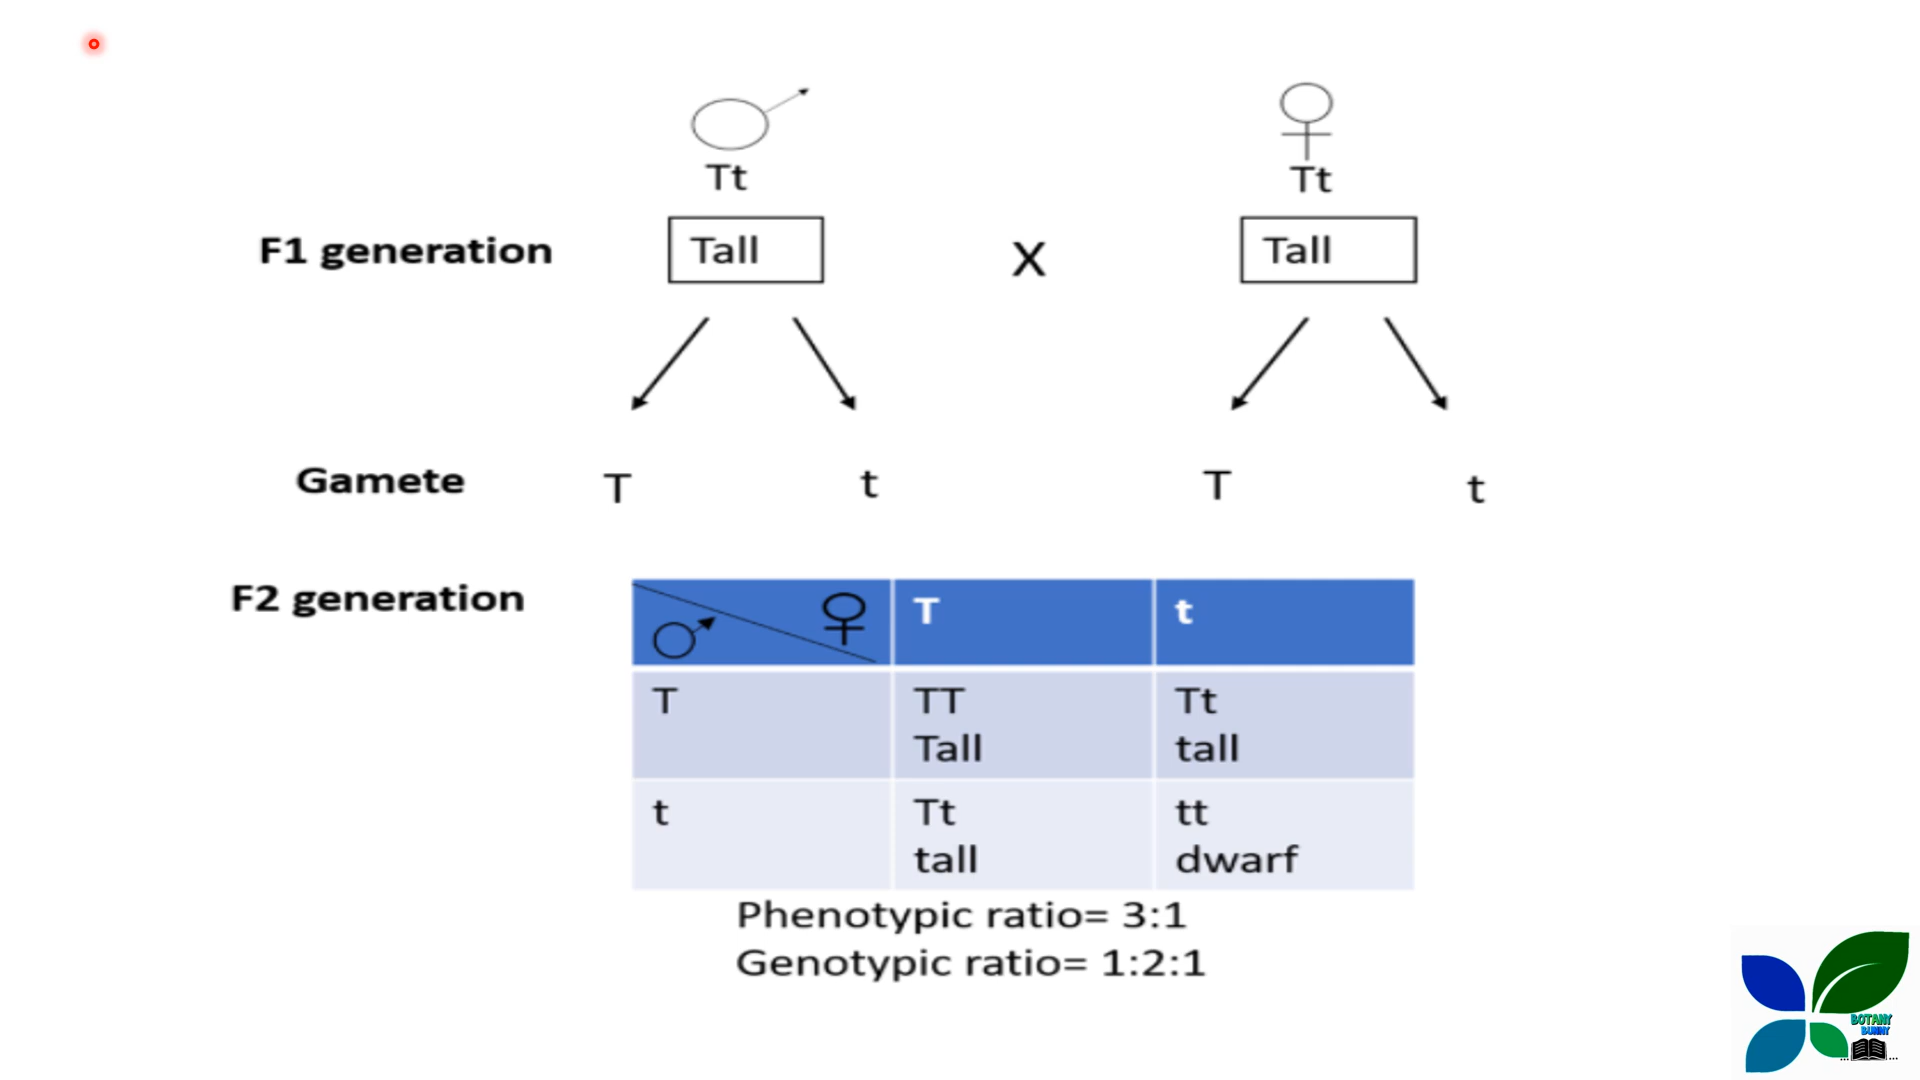 Tt Tt
F1 generation Tall X Tall
Gamete T t T t
F2 generation
T t
T TT Tt
Tall tall
t Tt tt
tall dwarf
Phenotypic ratio= 3:1
Genotypic ratio= 1:2:1
BOTANY
BUNNY